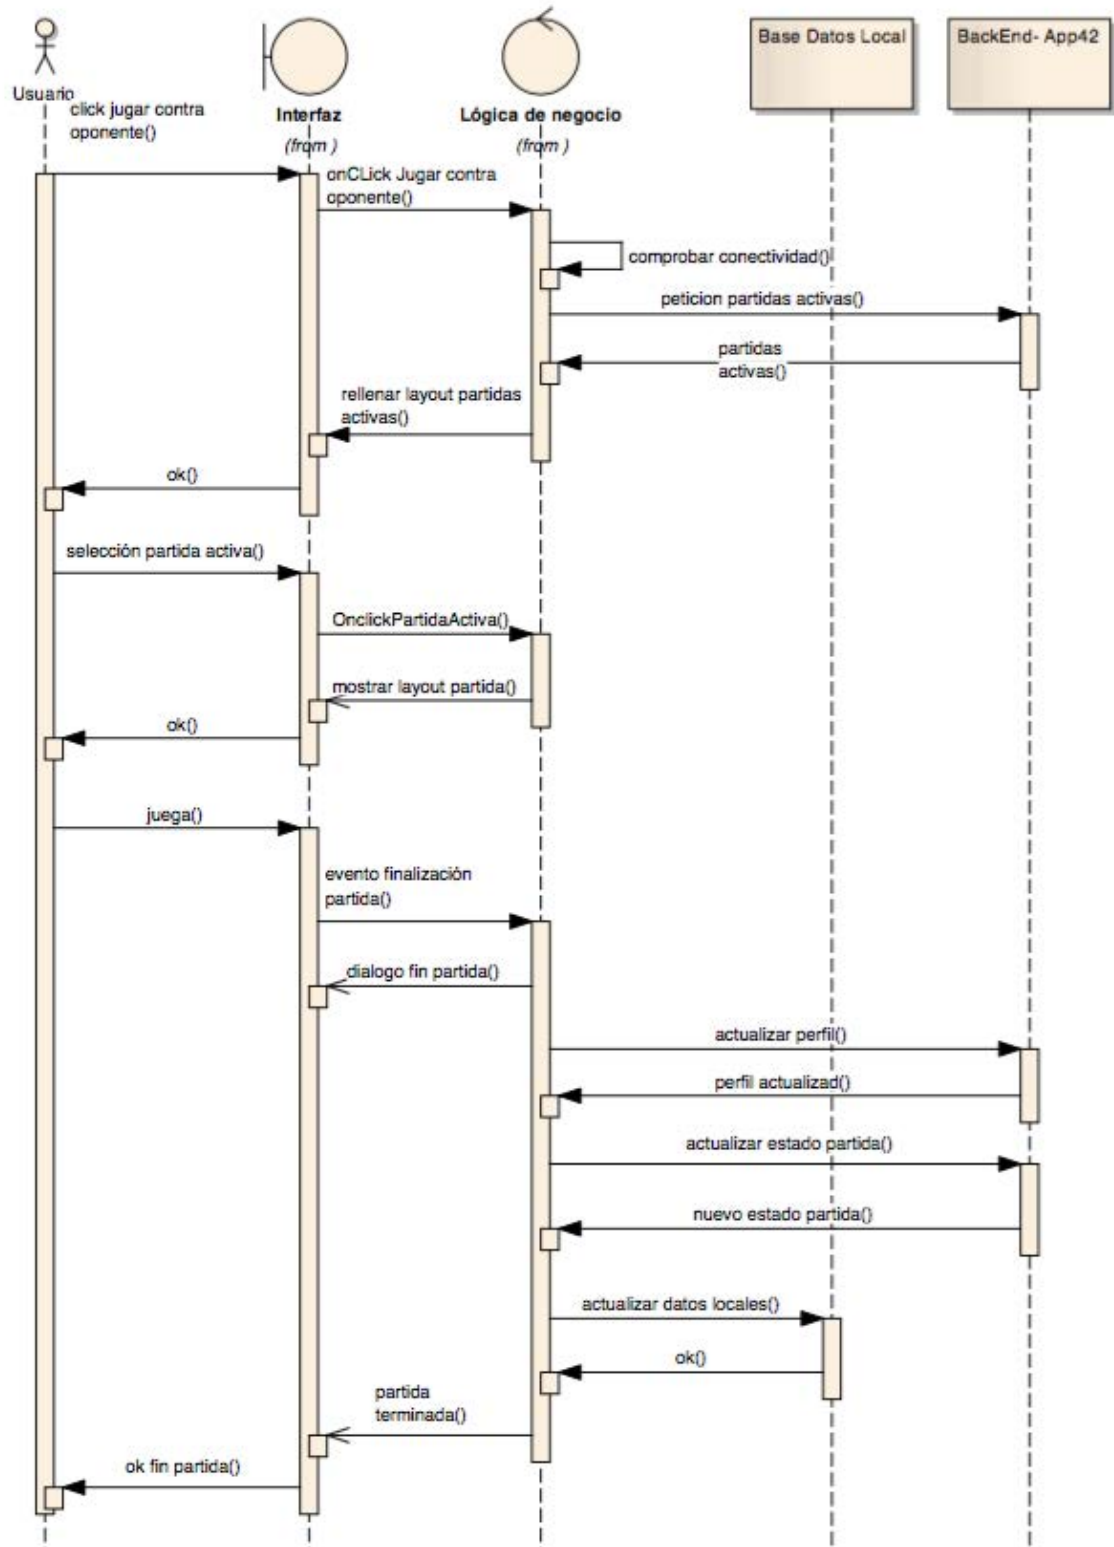 Base Datos Local
BackEnd- App42
Usuario
Interfaz
(from )
Lógica de negocio
(from )
click jugar contra
oponente()
onCLick Jugar contra
oponente()
comprobar conectividad()
peticion partidas activas()
partidas
activas()
rellenar layout partidas
activas()
ok()
selección partida activa()
OnclickPartidaActiva()
mostrar layout partida()
ok()
juega()
evento finalización
partida()
dialogo fin partida()
actualizar perfil()
perfil actualizad()
actualizar estado partida()
nuevo estado partida()
actualizar datos locales()
ok()
partida
terminada()
ok fin partida()